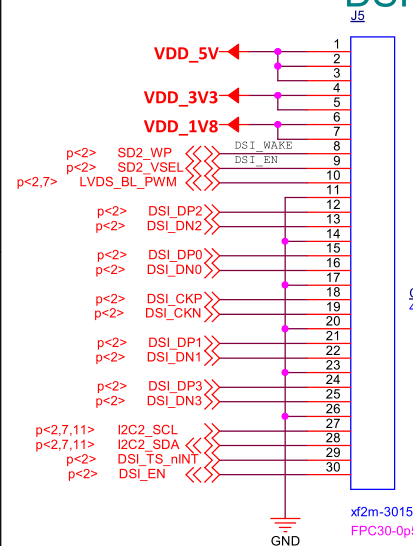 DSI
J5
VDD_5V
1
2
3
VDD_3V3
4
5
VDD_1V8
6
7
p<2> SD2_WP DSI_WAKE 8
p<2> SD2_VSEL DSI_EN 9
p<2,7> LVDS_BL_PWM 10
11
p<2> DSI_DP2 12
p<2> DSI_DN2 13
14
p<2> DSI_DP0 15
p<2> DSI_DN0 16
17
p<2> DSI_CKP 18
p<2> DSI_CKN 19
20
p<2> DSI_DP1 21
p<2> DSI_DN1 22
23
p<2> DSI_DP3 24
p<2> DSI_DN3 25
26
p<2,7,11> I2C2_SCL 27
p<2,7,11> I2C2_SDA 28
p<2> DSI_TS_nINT 29
p<2> DSI_EN 30
xf2m-3015
FPC30-0p
GND